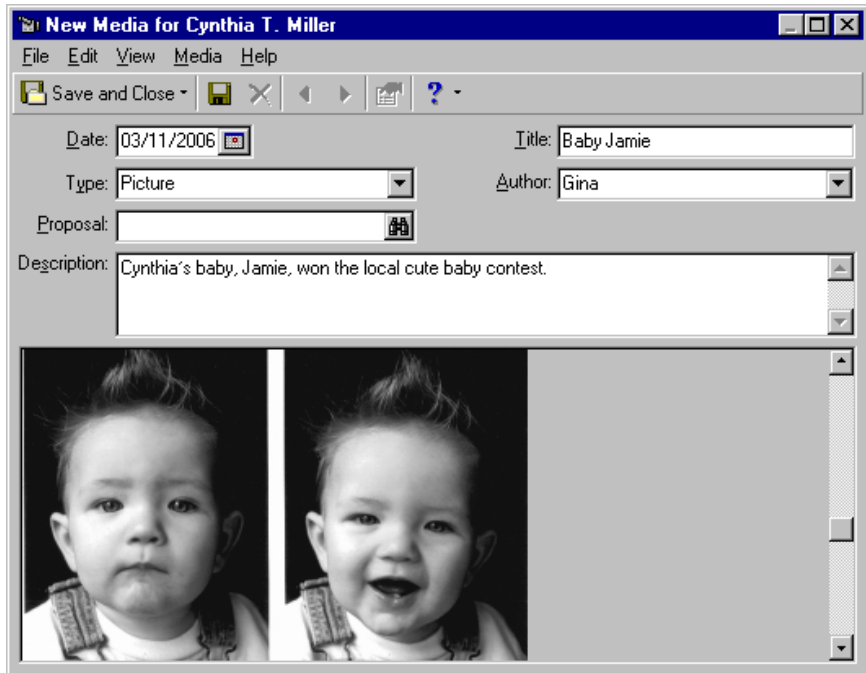 New Media for Cynthia T. Miller
File Edit View Media Help
Save and Close
Date: 03/11/2006 Title: Baby Jamie
Type: Picture Author: Gina
Proposal:
Description: Cynthia´s baby, Jamie, won the local cute baby contest.